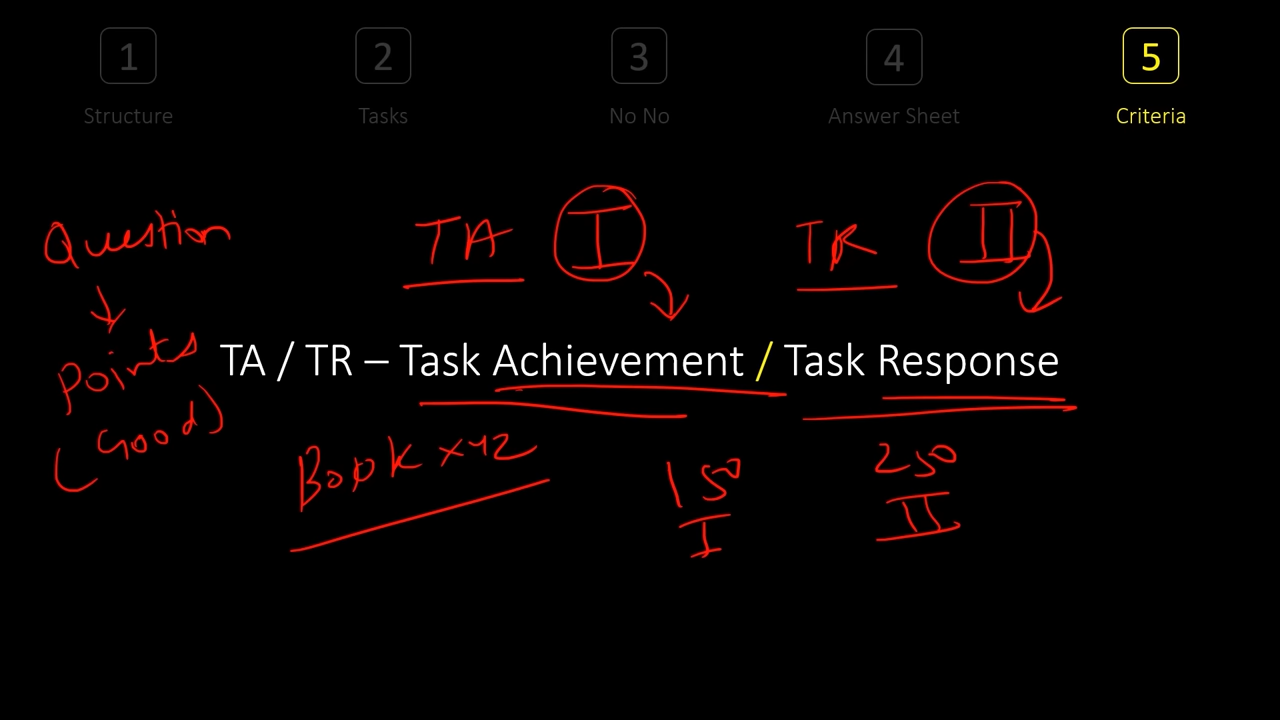 1 2 3 4 5
Structure Tasks No No Answer Sheet Criteria
Question TA I TR II
Points
TA / TR – Task Achievement / Task Response
(Good)
Book xyz 150 250
I II